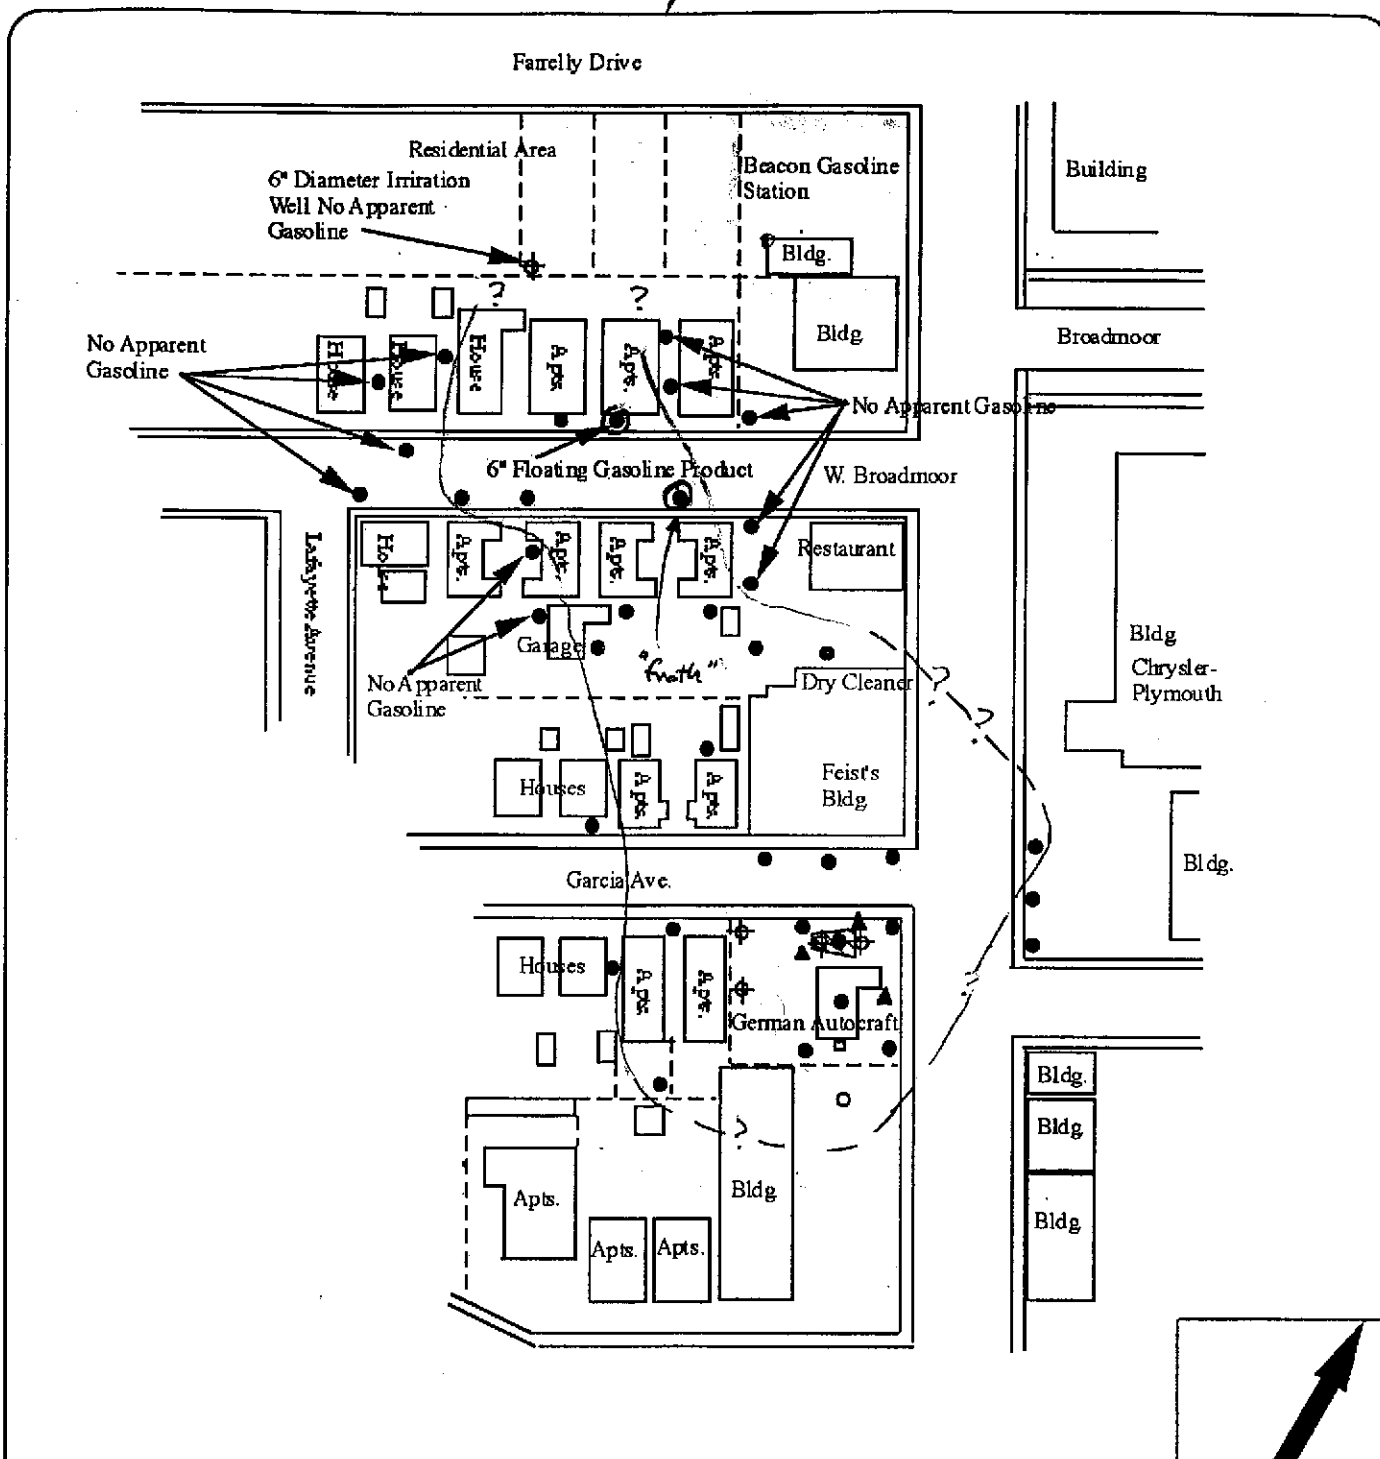 Farrelly Drive
Residential Area
6" Diameter Irriration
Well No Apparent
Gasoline
Beacon Gasoline
Station
Building
Bldg.
Bldg
Broadmoor
No Apparent
Gasoline
?
?
House
House
House
Apts.
Apts.
Apts.
No Apparent Gasoline
6" Floating Gasoline Product
W. Broadmoor
Lafayette Avenue
House
Apts.
Apts.
Apts.
Apts.
Restaurant
Garage
"froth"
No Apparent
Gasoline
Dry Cleaner
?
?
Bldg
Chrysler-
Plymouth
Houses
Apts.
Apts.
Feist's
Bldg.
Garcia Ave.
Bldg.
Houses
Apts.
Apts.
German Autocraft
?
Bldg.
Bldg
Bldg
?
Bldg
Apts.
Apts.
Apts.